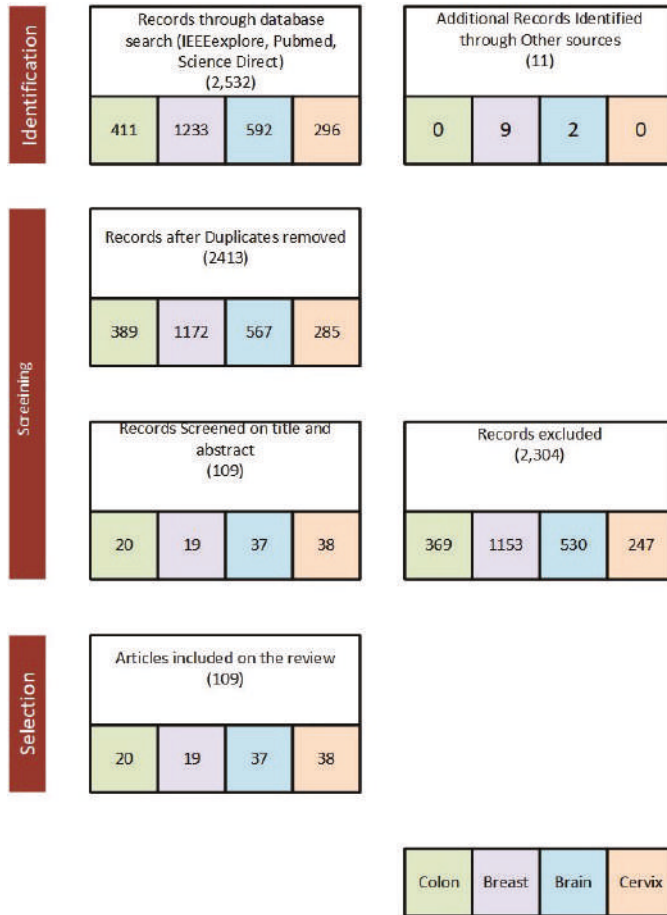 Identification
Records through database
search (IEEExplore, Pubmed,
Science Direct)
(2,532)
411 1233 592 296
Additional Records Identified
through Other sources
(11)
0 9 2 0
Screeining
Records after Duplicates removed
(2413)
389 1172 567 285
Records Screened on title and
abstract
(109)
20 19 37 38
Records excluded
(2,304)
369 1153 530 247
Selection
Articles included on the review
(109)
20 19 37 38
Colon Breast Brain Cervix